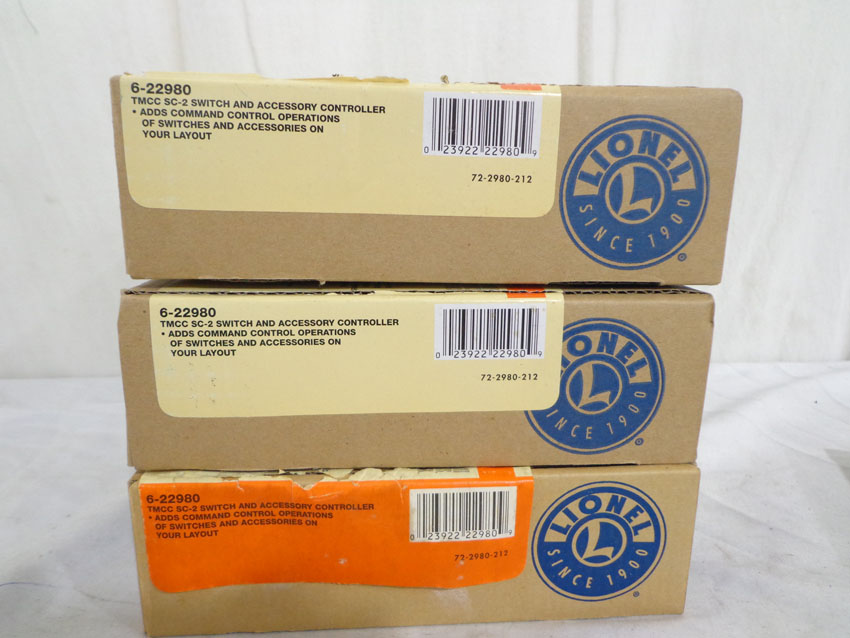 6-22980
TMCC SC-2 SWITCH AND ACCESSORY CONTROLLER
• ADDS COMMAND CONTROL OPERATIONS
OF SWITCHES AND ACCESSORIES ON
YOUR LAYOUT
0 23922 22980 9
72-2980-212
LIONEL
L
SINCE 1900
®
6-22980
TMCC SC-2 SWITCH AND ACCESSORY CONTROLLER
• ADDS COMMAND CONTROL OPERATIONS
OF SWITCHES AND ACCESSORIES ON
YOUR LAYOUT
0 23922 22980 9
72-2980-212
IONEL
L
INCE 1900
®
6-22980
TMCC SC-2 SWITCH AND ACCESSORY CONTROLLER
• ADDS COMMAND CONTROL OPERATIONS
OF SWITCHES AND ACCESSORIES ON
YOUR LAYOUT
0 23922 22980 9
72-2980-212
LIONEL
L
SINCE 1900
®